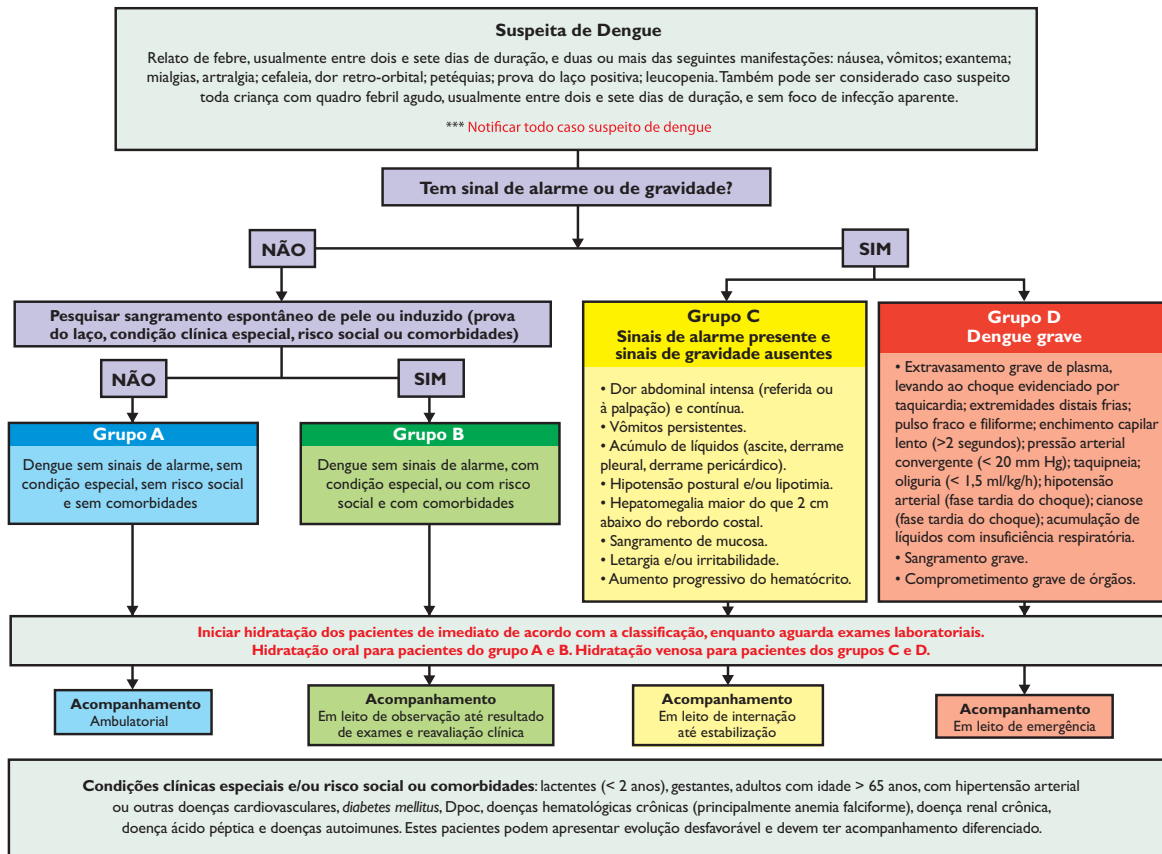 Suspeita de Dengue
Relato de febre, usualmente entre dois e sete dias de duração, e duas ou mais das seguintes manifestações: náusea, vômitos; exantema;
mialgias, artralgia; cefaleia, dor retro-orbital; petéquias; prova do laço positiva; leucopenia. Também pode ser considerado caso suspeito
toda criança com quadro febril agudo, usualmente entre dois e sete dias de duração, e sem foco de infecção aparente.
*** Notificar todo caso suspeito de dengue
Tem sinal de alarme ou de gravidade?
NÃO
SIM
Pesquisar sangramento espontâneo de pele ou induzido (prova
do laço, condição clínica especial, risco social ou comorbidades)
NÃO
SIM
Grupo A
Dengue sem sinais de alarme, sem
condição especial, sem risco social
e sem comorbidades
Grupo B
Dengue sem sinais de alarme, com
condição especial, ou com risco
social e com comorbidades
Grupo C
Sinais de alarme presente e
sinais de gravidade ausentes
• Dor abdominal intensa (referida ou
à palpação) e contínua.
• Vômitos persistentes.
• Acúmulo de líquidos (ascite, derrame
pleural, derrame pericárdico).
• Hipotensão postural e/ou lipotimia.
• Hepatomegalia maior do que 2 cm
abaixo do rebordo costal.
• Sangramento de mucosa.
• Letargia e/ou irritabilidade.
• Aumento progressivo do hematócrito.
Grupo D
Dengue grave
• Extravasamento grave de plasma,
levando ao choque evidenciado por
taquicardia; extremidades distais frias;
pulso fraco e filiforme; enchimento capilar
lento (>2 segundos); pressão arterial
convergente (< 20 mm Hg); taquipneia;
oliguria (< 1,5 ml/kg/h); hipotensão
arterial (fase tardia do choque); cianose
(fase tardia do choque); acumulação de
líquidos com insuficiência respiratória.
• Sangramento grave.
• Comprometimento grave de órgãos.
Iniciar hidratação dos pacientes de imediato de acordo com a classificação, enquanto aguarda exames laboratoriais.
Hidratação oral para pacientes do grupo A e B. Hidratação venosa para pacientes dos grupos C e D.
Acompanhamento
Ambulatorial
Acompanhamento
Em leito de observação até resultado
de exames e reavaliação clínica
Acompanhamento
Em leito de internação
até estabilização
Acompanhamento
Em leito de emergência
Condições clínicas especiais e/ou risco social ou comorbidades: lactentes (< 2 anos), gestantes, adultos com idade > 65 anos, com hipertensão arterial
ou outras doenças cardiovasculares, diabetes mellitus, Dpoc, doenças hematológicas crônicas (principalmente anemia falciforme), doença renal crônica,
doença ácido péptica e doenças autoimunes. Estes pacientes podem apresentar evolução desfavorável e devem ter acompanhamento diferenciado.